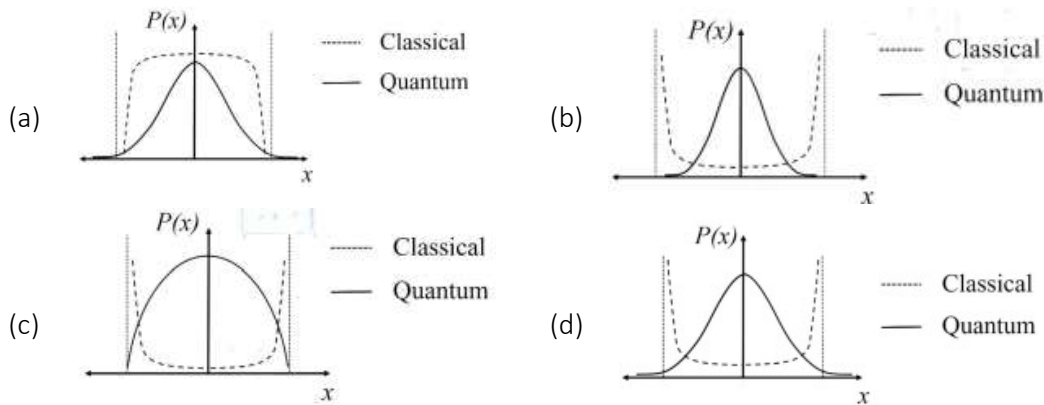 (a)
P(x)
Classical
Quantum
x
(b)
P(x)
Classical
Quantum
x
(c)
P(x)
Classical
Quantum
x
(d)
P(x)
Classical
Quantum
x